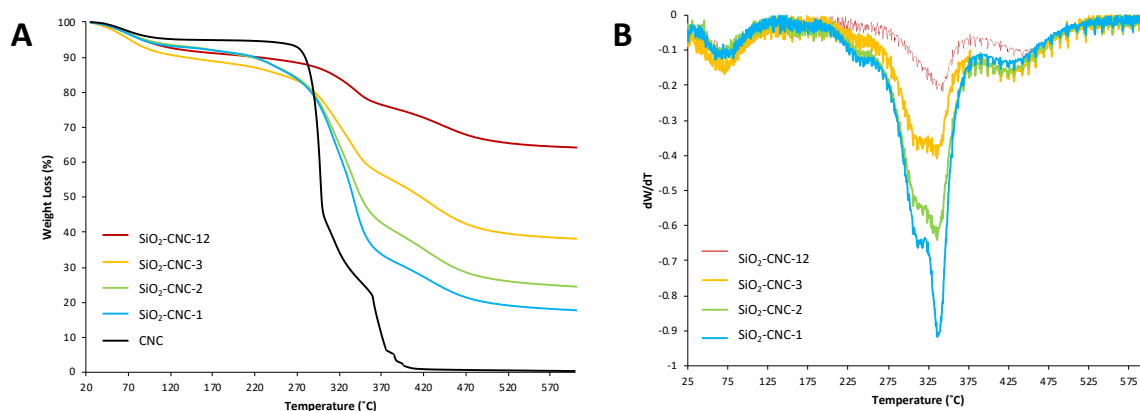 A
Weight Loss (%)
100
90
80
70
60
50
40
30
20
10
0
SiO₂-CNC-12
SiO₂-CNC-3
SiO₂-CNC-2
SiO₂-CNC-1
CNC
20 70 120 170 220 270 320 370 420 470 520 570
Temperature (˚C)
B
dW/dT
0
-0.1
-0.2
-0.3
-0.4
-0.5
-0.6
-0.7
-0.8
-0.9
-1
SiO₂-CNC-12
SiO₂-CNC-3
SiO₂-CNC-2
SiO₂-CNC-1
25 75 125 175 225 275 325 375 425 475 525 575
Temperature (˚C)